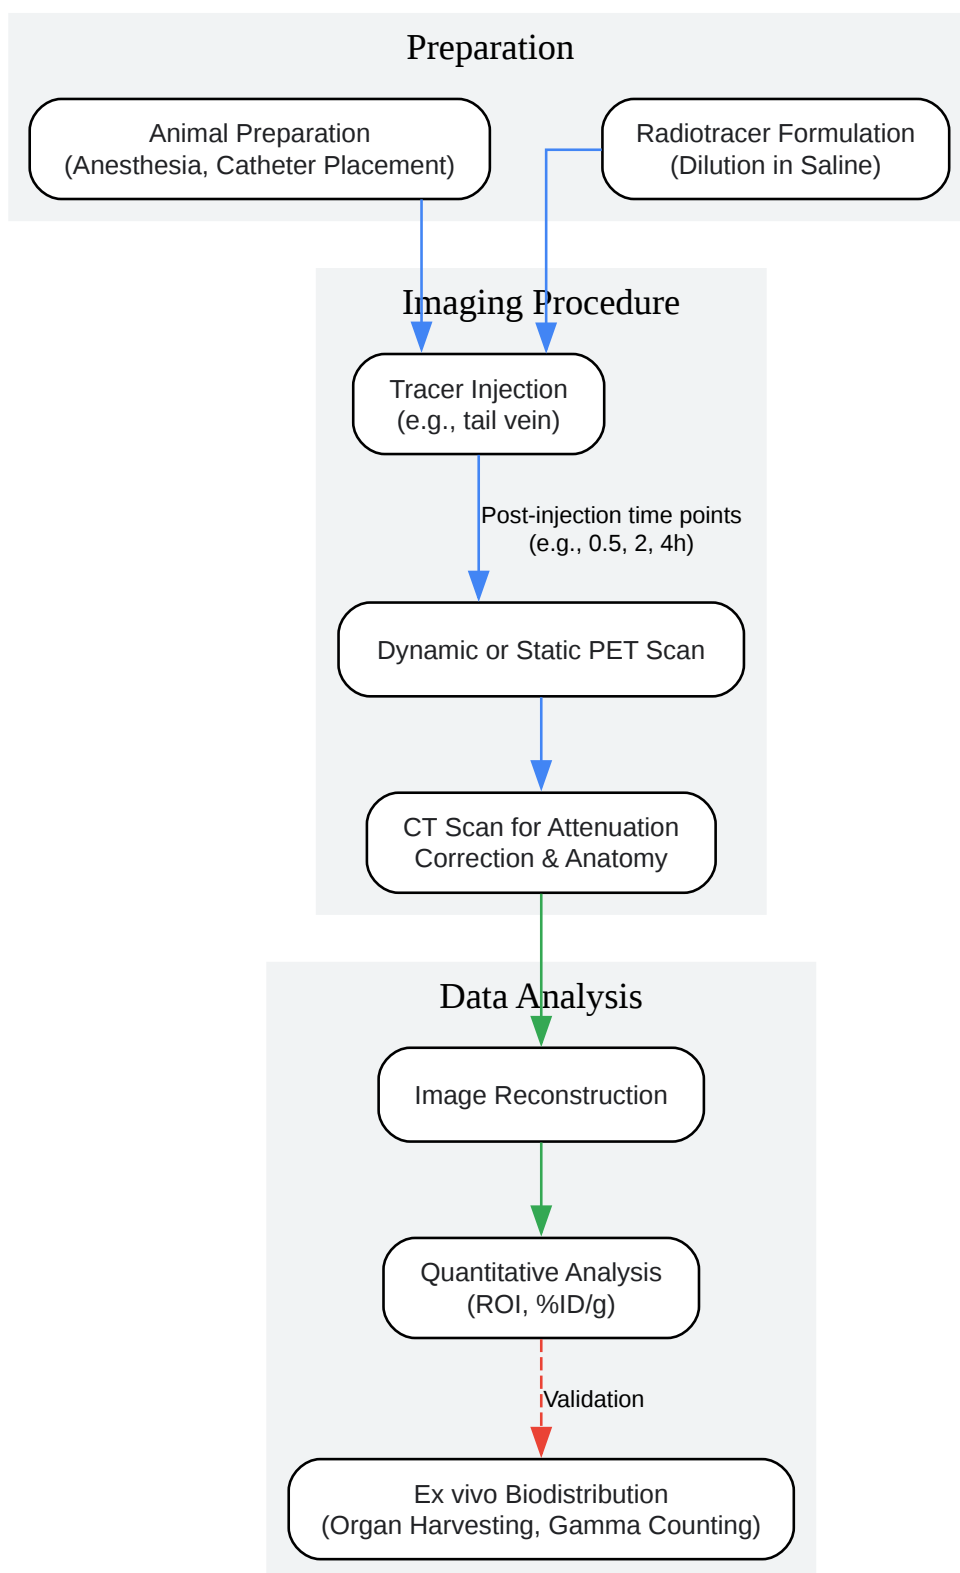 Preparation
Animal Preparation
(Anesthesia, Catheter Placement)
Radiotracer Formulation
(Dilution in Saline)
Imaging Procedure
Tracer Injection
(e.g., tail vein)
Post-injection time points
(e.g., 0.5, 2, 4h)
Dynamic or Static PET Scan
CT Scan for Attenuation
Correction & Anatomy
Data Analysis
Image Reconstruction
Quantitative Analysis
(ROI, %ID/g)
Validation
Ex vivo Biodistribution
(Organ Harvesting, Gamma Counting)